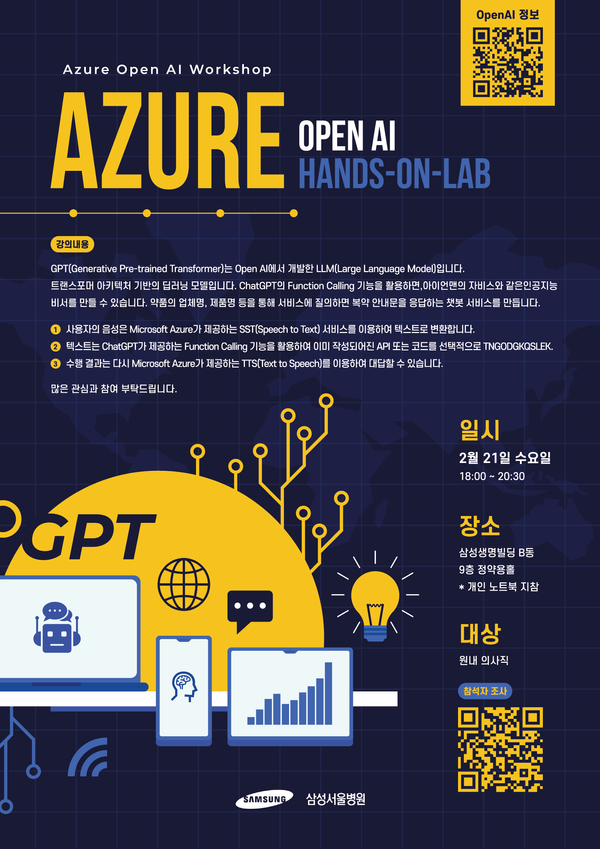 OpenAI 정보
Azure Open AI Workshop
AZURE
OPEN AI
HANDS-ON-LAB
강의내용
GPT(Generative Pre-trained Transformer)는 Open AI에서 개발한 LLM(Large Language Model)입니다.
트랜스포머 아키텍처 기반의 딥러닝 모델입니다. ChatGPT의 Function Calling 기능을 활용하면,아이언맨의 자비스와 같은인공지능
비서를 만들 수 있습니다. 약품의 업체명, 제품명 등을 통해 서비스에 질의하면 복약 안내문을 응답하는 챗봇 서비스를 만듭니다.
1 사용자의 음성은 Microsoft Azure가 제공하는 SST(Speech to Text) 서비스를 이용하여 텍스트로 변환합니다.
2 텍스트는 ChatGPT가 제공하는 Function Calling 기능을 활용하여 이미 작성되어진 API 또는 코드를 선택적으로 TNGODGKQSLEK.
3 수행 결과는 다시 Microsoft Azure가 제공하는 TTS(Text to Speech)를 이용하여 대답할 수 있습니다.
많은 관심과 참여 부탁드립니다.
일시
2월 21일 수요일
18:00 ~ 20:30
장소
삼성생명빌딩 B동
9층 정약용홀
* 개인 노트북 지참
대상
원내 의사직
참석자 조사
GPT
SAMSUNG 삼성서울병원